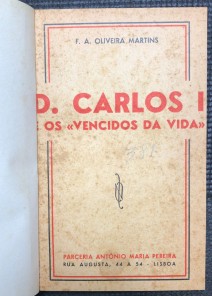 F. A. OLIVEIRA MARTINS
D. CARLOS I
E OS «VENCIDOS DA VIDA»
PARCERIA ANTÓNIO MARIA PEREIRA
RUA AUGUSTA, 44 A 54 - LISBOA